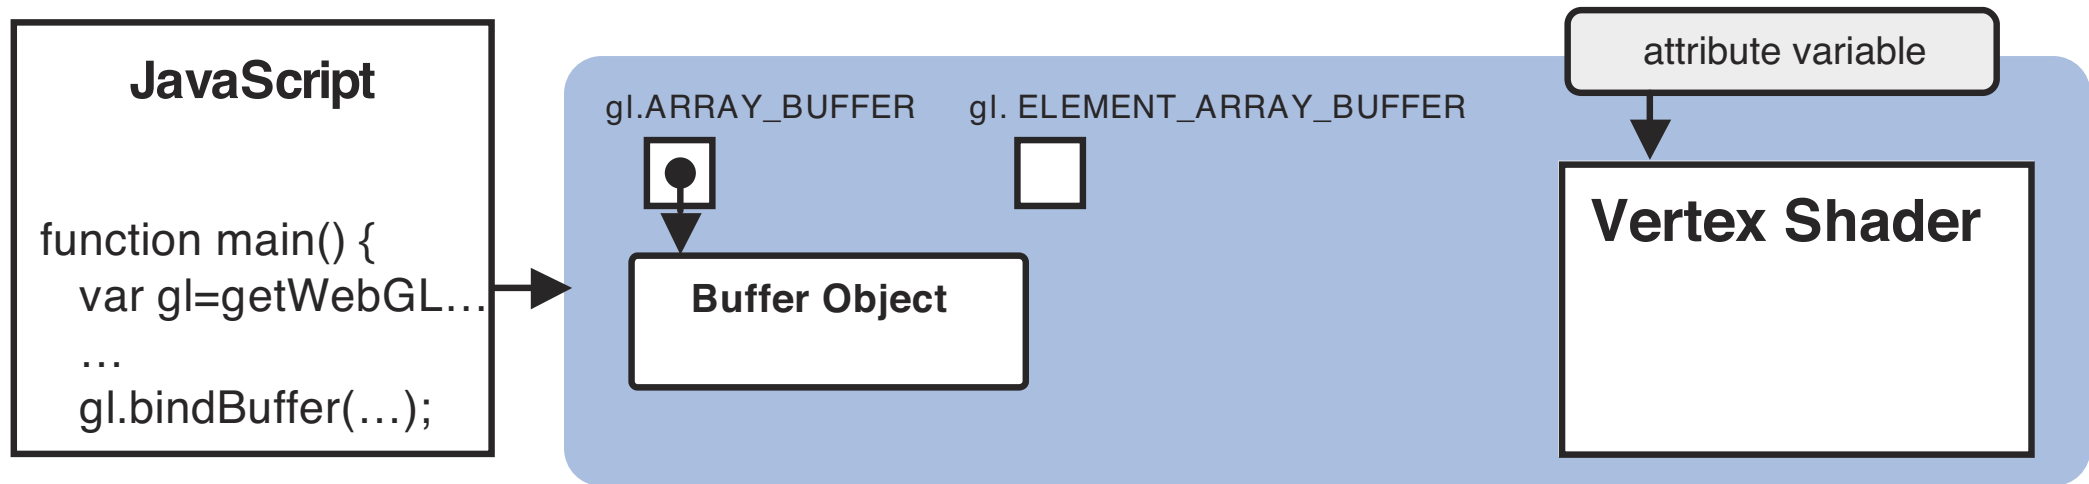 JavaScript
function main() {
var gl=getWebGL…
…
gl.bindBuffer(…);
gl.ARRAY_BUFFER
gl. ELEMENT_ARRAY_BUFFER
Buffer Object
attribute variable
Vertex Shader